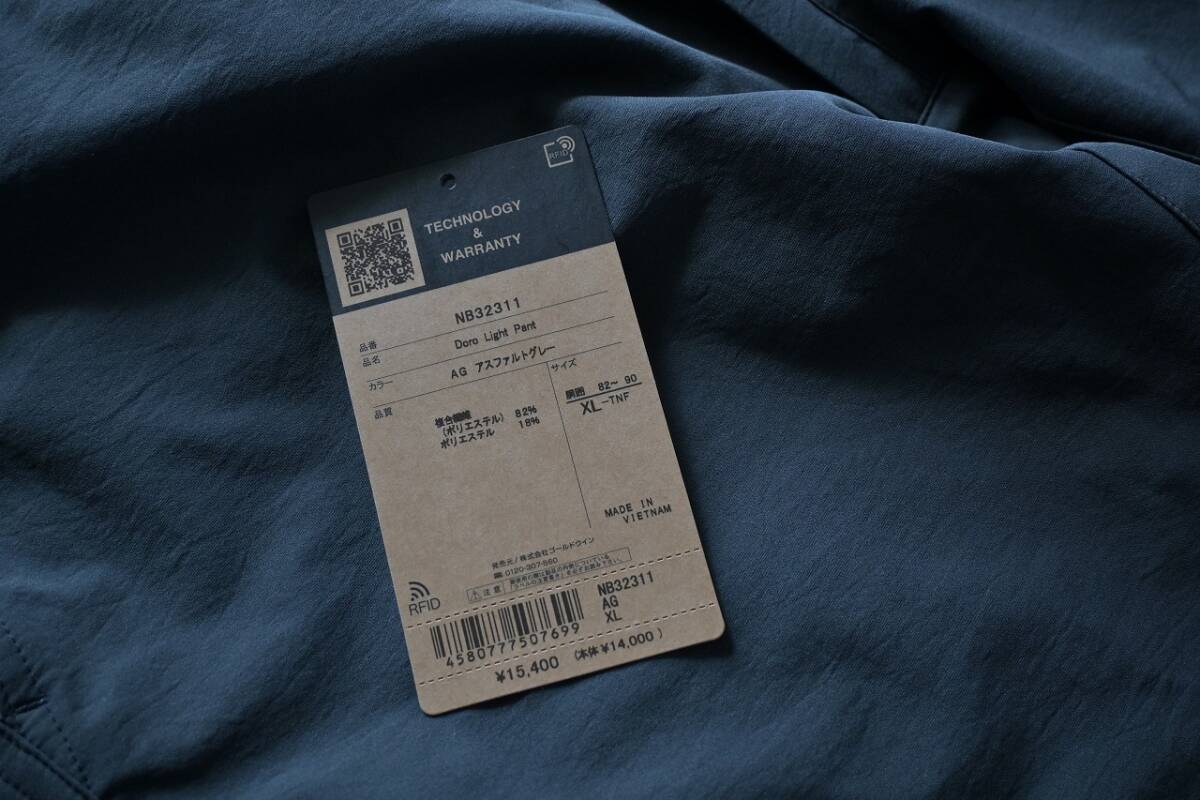 RFID
TECHNOLOGY
&
WARRANTY
品番 NB32311
品名 Doro Light Pant
カラー AG アスファルトグレー
品質
複合繊維 82%
(ポリエステル)
ポリエステル 18%
サイズ
胴囲 82~90
XL-TNF
MADE IN
VIETNAM
発売元/株式会社ゴールドウイン
☎0120-307-560
RFID
⚠注意
NB32311
AG
XL
4580777507699
¥15,400 (本体¥14,000)